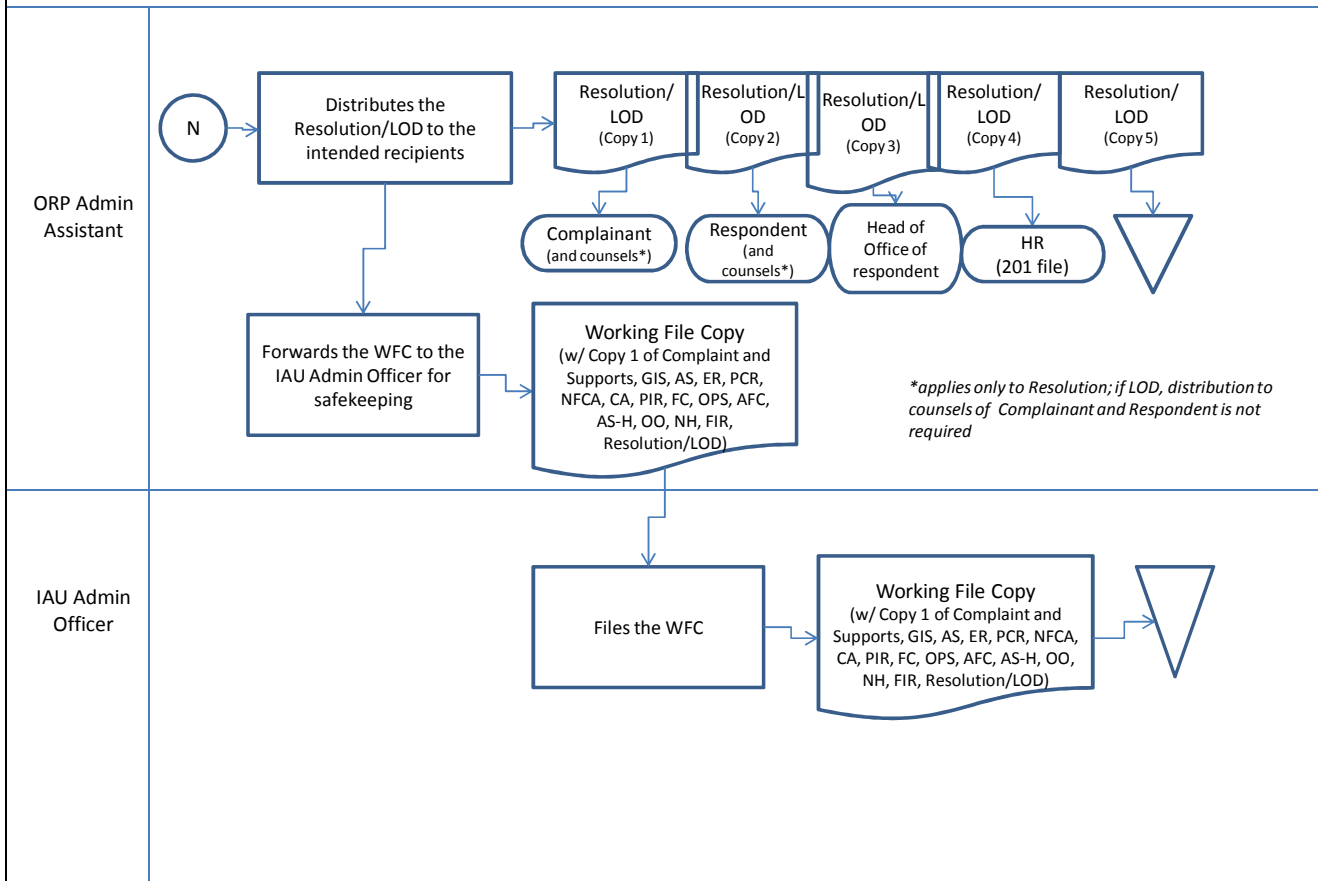 ORP Admin
Assistant
N
Distributes the
Resolution/LOD to the
intended recipients
Resolution/
LOD
(Copy 1)
Resolution/L
OD
(Copy 2)
Resolution/L
OD
(Copy 3)
Resolution/
LOD
(Copy 4)
Resolution/
LOD
(Copy 5)
Complainant
(and counsels*)
Respondent
(and
counsels*)
Head of
Office of
respondent
HR
(201 file)
Forwards the WFC to the
IAU Admin Officer for
safekeeping
Working File Copy
(w/ Copy 1 of Complaint and
Supports, GIS, AS, ER, PCR,
NFCA, CA, PIR, FC, OPS, AFC,
AS-H, OO, NH, FIR,
Resolution/LOD)
*applies only to Resolution; if LOD, distribution to
counsels of Complainant and Respondent is not
required
IAU Admin
Officer
Files the WFC
Working File Copy
(w/ Copy 1 of Complaint and
Supports, GIS, AS, ER, PCR, NFCA,
CA, PIR, FC, OPS, AFC, AS-H, OO,
NH, FIR, Resolution/LOD)